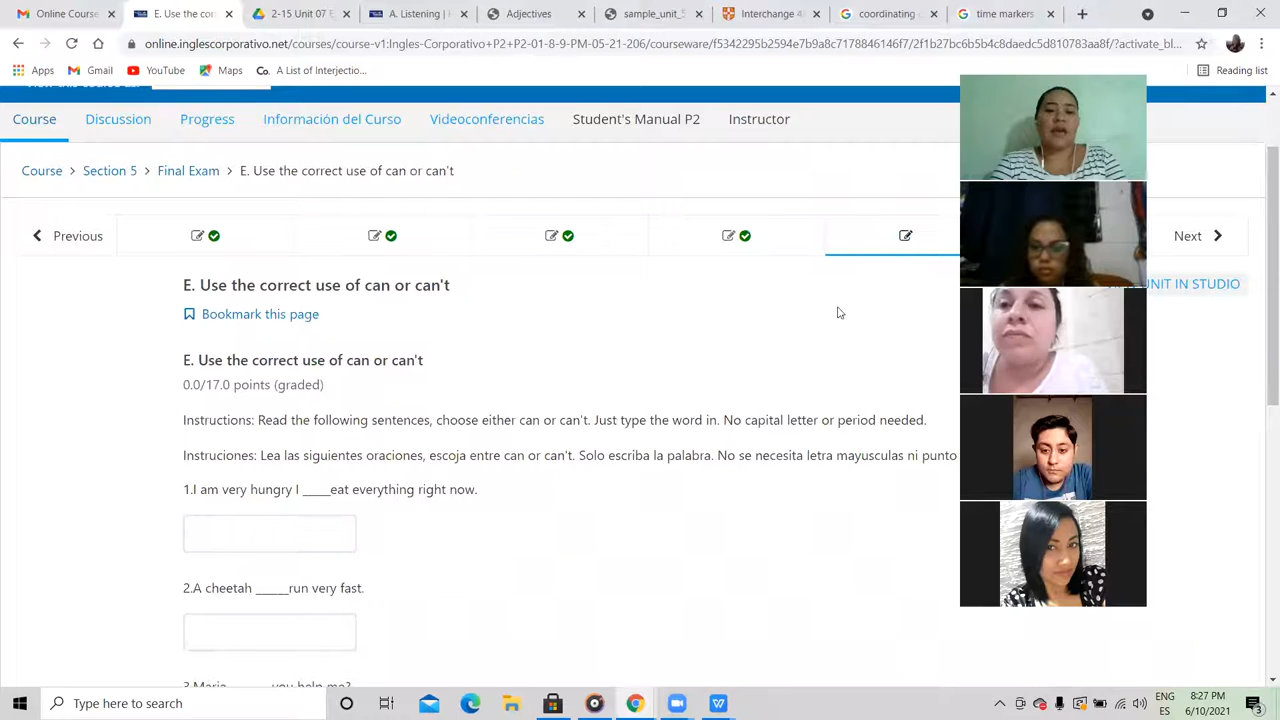 Online Course
E. Use the corre
2-15 Unit 07 E
A. Listening |
Adjectives
sample_unit_5
Interchange 4
coordinating c
time markers
online.inglescorporativo.net/courses/course-v1:Ingles-Corporativo+P2+P2-01-8-9-PM-05-21-206/courseware/f5342295b2594e7b9a8c7178846146f7/2f1b27bc6b5b4c8daedc5d810783aa8f/?activate_bl...
Apps
Gmail
YouTube
Maps
Co.
A List of Interjectio...
Reading list
Course
Discussion
Progress
Información del Curso
Videoconferencias
Student's Manual P2
Instructor
Course > Section 5 > Final Exam > E. Use the correct use of can or can't
Previous
Next
UNIT IN STUDIO
E. Use the correct use of can or can't
Bookmark this page
E. Use the correct use of can or can't
0.0/17.0 points (graded)
Instructions: Read the following sentences, choose either can or can't. Just type the word in. No capital letter or period needed.
Instruciones: Lea las siguientes oraciones, escoja entre can or can't. Solo escriba la palabra. No se necesita letra mayusculas ni punto
1.I am very hungry I _____eat everything right now.
2.A cheetah ______run very fast.
3.Maria ______ you help me?
Type here to search
ENG
ES
8:27 PM
6/10/2021
3